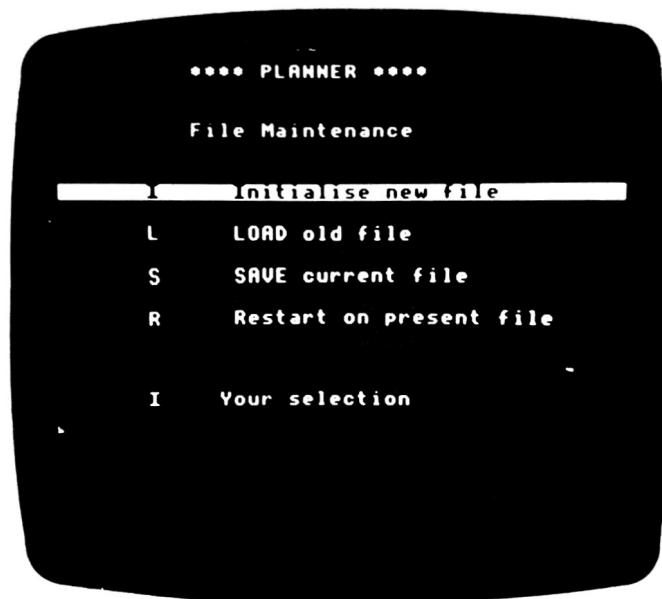 **** PLANNER ****
File Maintenance
I Initialise new file
L LOAD old file
S SAVE current file
R Restart on present file
I Your selection